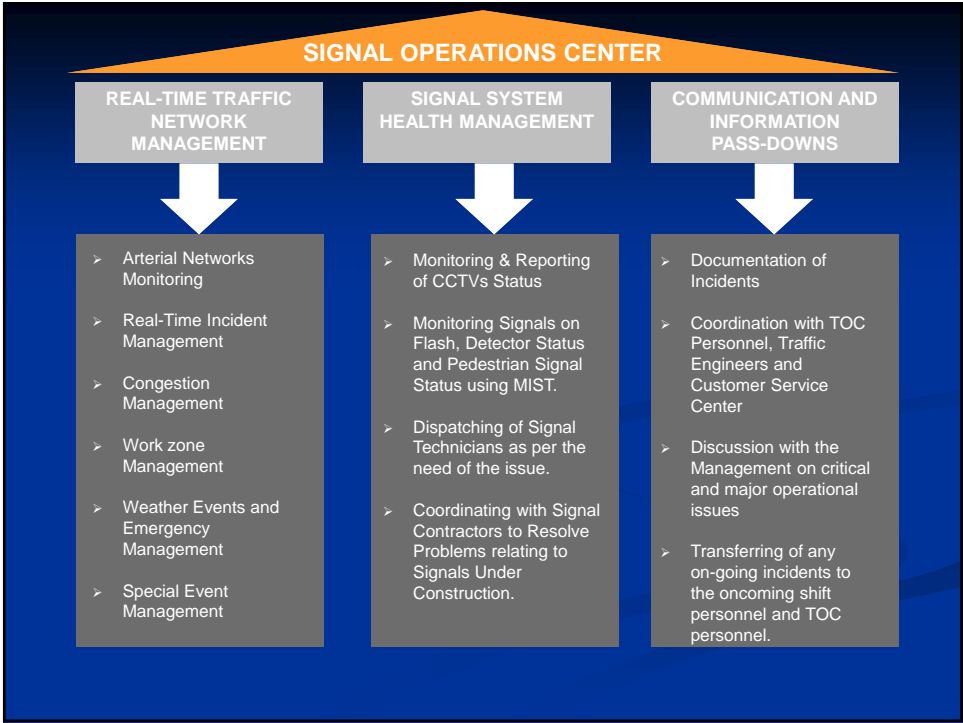 SIGNAL OPERATIONS CENTER
REAL-TIME TRAFFIC
NETWORK
MANAGEMENT
➢ Arterial Networks
Monitoring
➢ Real-Time Incident
Management
➢ Congestion
Management
➢ Work zone
Management
➢ Weather Events and
Emergency
Management
➢ Special Event
Management
SIGNAL SYSTEM
HEALTH MANAGEMENT
➢ Monitoring & Reporting
of CCTVs Status
➢ Monitoring Signals on
Flash, Detector Status
and Pedestrian Signal
Status using MIST.
➢ Dispatching of Signal
Technicians as per the
need of the issue.
➢ Coordinating with Signal
Contractors to Resolve
Problems relating to
Signals Under
Construction.
COMMUNICATION AND
INFORMATION
PASS-DOWNS
➢ Documentation of
Incidents
➢ Coordination with TOC
Personnel, Traffic
Engineers and
Customer Service
Center
➢ Discussion with the
Management on critical
and major operational
issues
➢ Transferring of any
on-going incidents to
the oncoming shift
personnel and TOC
personnel.